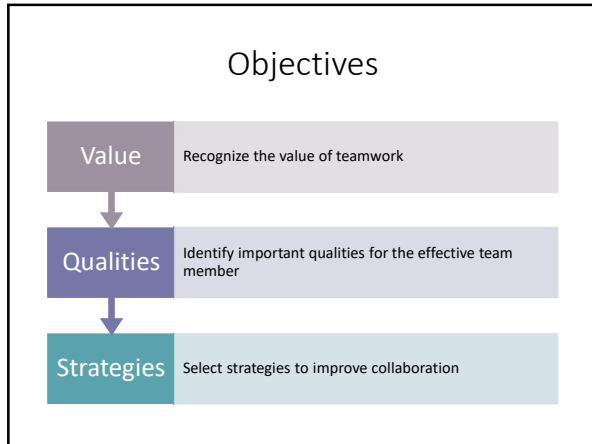 Objectives
Value
Recognize the value of teamwork
Qualities
Identify important qualities for the effective team
member
Strategies
Select strategies to improve collaboration